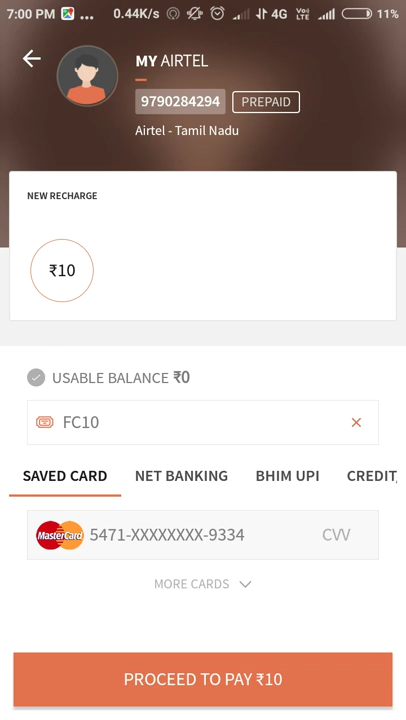 7:00 PM ... 0.44K/s 4G Vo LTE 11%
MY AIRTEL
9790284294 PREPAID
Airtel - Tamil Nadu
NEW RECHARGE
₹10
USABLE BALANCE ₹0
FC10
SAVED CARD NET BANKING BHIM UPI CREDIT,
MasterCard 5471-XXXXXXXX-9334 CVV
MORE CARDS
PROCEED TO PAY ₹10